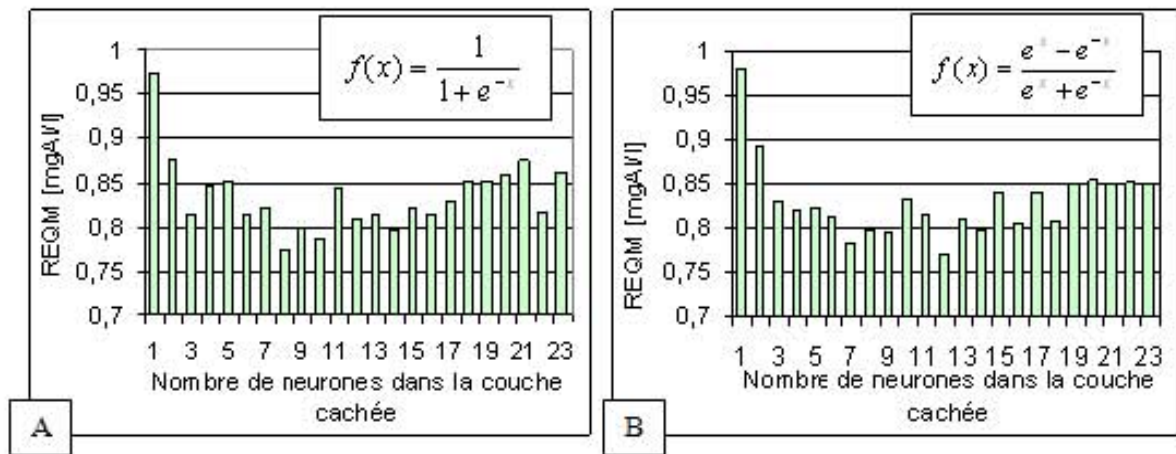 1
0,95
0,9
0,85
0,8
0,75
0,7
REQM [mgAl/l]
f(x) = 1 / (1 + e^-x)
1 3 5 7 9 11 13 15 17 19 21 23
Nombre de neurones dans la couche
cachée
A
1
0,95
0,9
0,85
0,8
0,75
0,7
REQM [mgAl/l]
f(x) = (e^x − e^-x) / (e^x + e^-x)
1 3 5 7 9 11 13 15 17 19 21 23
Nombre de neurones dans la couche
cachée
B